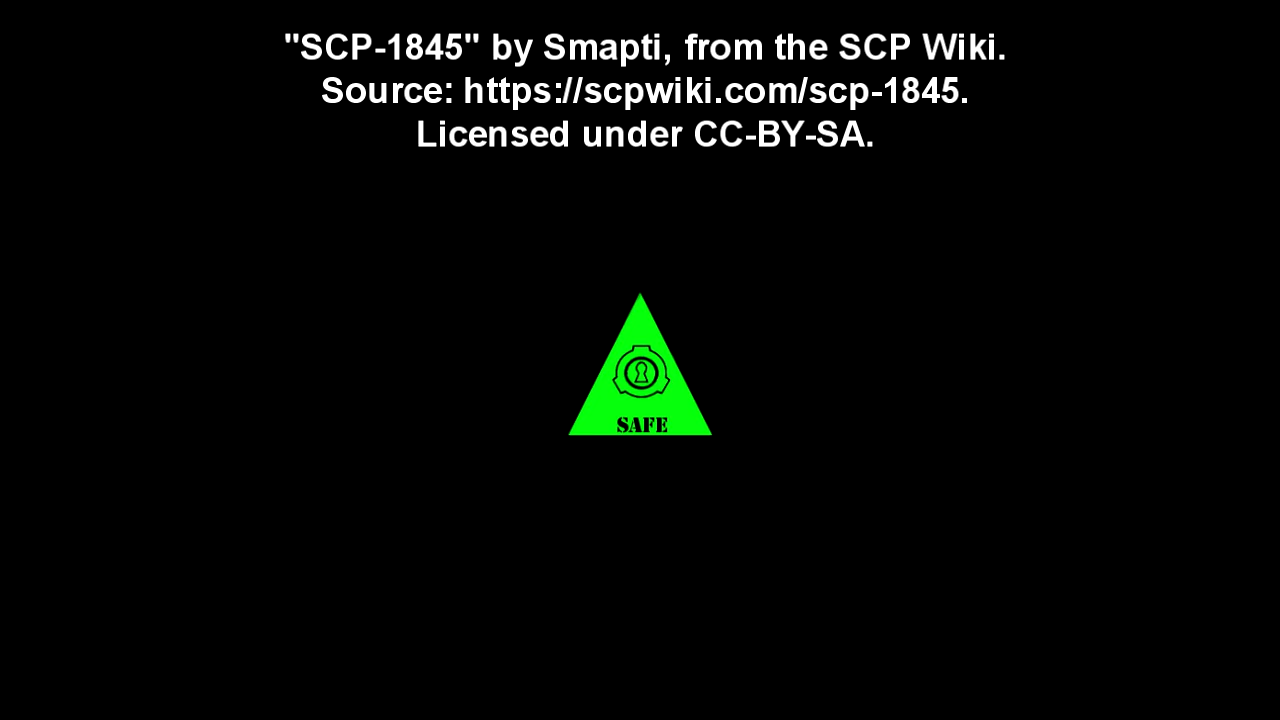 "SCP-1845" by Smapti, from the SCP Wiki.
Source: https://scpwiki.com/scp-1845.
Licensed under CC-BY-SA.
SAFE